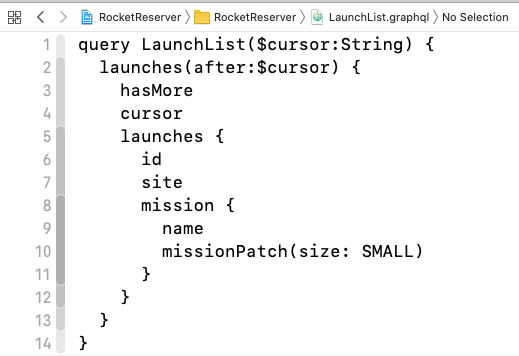 RocketReserver RocketReserver LaunchList.graphql No Selection
1 query LaunchList($cursor:String) {
2   launches(after:$cursor) {
3     hasMore
4     cursor
5     launches {
6       id
7       site
8       mission {
9         name
10         missionPatch(size: SMALL)
11       }
12     }
13   }
14 }